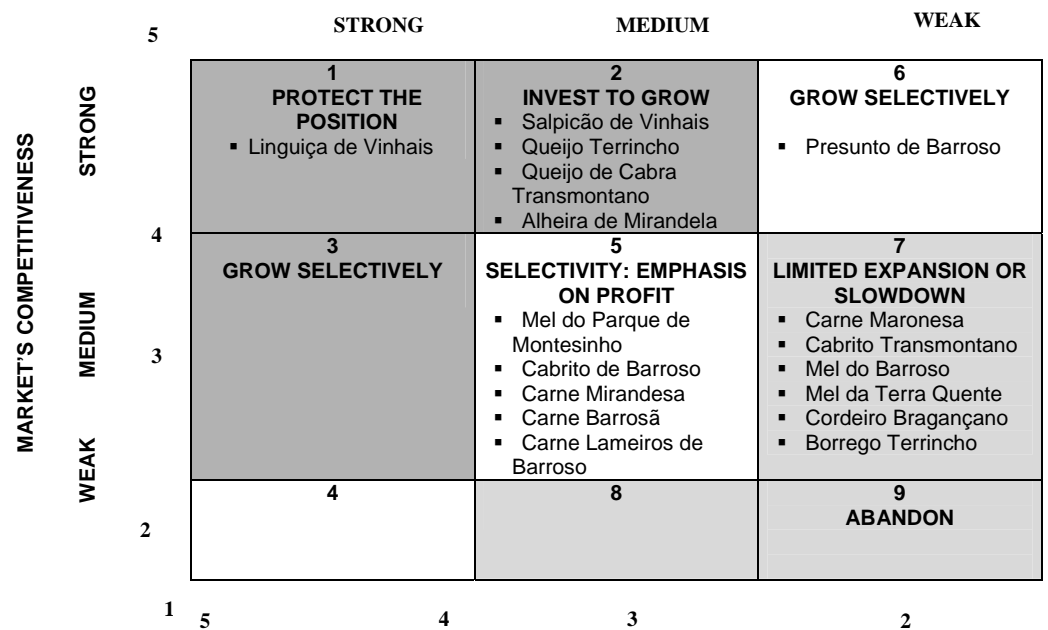 5
STRONG
MEDIUM
WEAK
MARKET'S COMPETITIVENESS
STRONG
1
PROTECT THE
POSITION
▪ Linguiça de Vinhais
2
INVEST TO GROW
▪ Salpicão de Vinhais
▪ Queijo Terrincho
▪ Queijo de Cabra
Transmontano
▪ Alheira de Mirandela
6
GROW SELECTIVELY
▪ Presunto de Barroso
4
MEDIUM
3
3
GROW SELECTIVELY
5
SELECTIVITY: EMPHASIS
ON PROFIT
▪ Mel do Parque de
Montesinho
▪ Cabrito de Barroso
▪ Carne Mirandesa
▪ Carne Barrosã
▪ Carne Lameiros de
Barroso
7
LIMITED EXPANSION OR
SLOWDOWN
▪ Carne Maronesa
▪ Cabrito Transmontano
▪ Mel do Barroso
▪ Mel da Terra Quente
▪ Cordeiro Bragançano
▪ Borrego Terrincho
WEAK
2
4
8
9
ABANDON
1
5
4
3
2